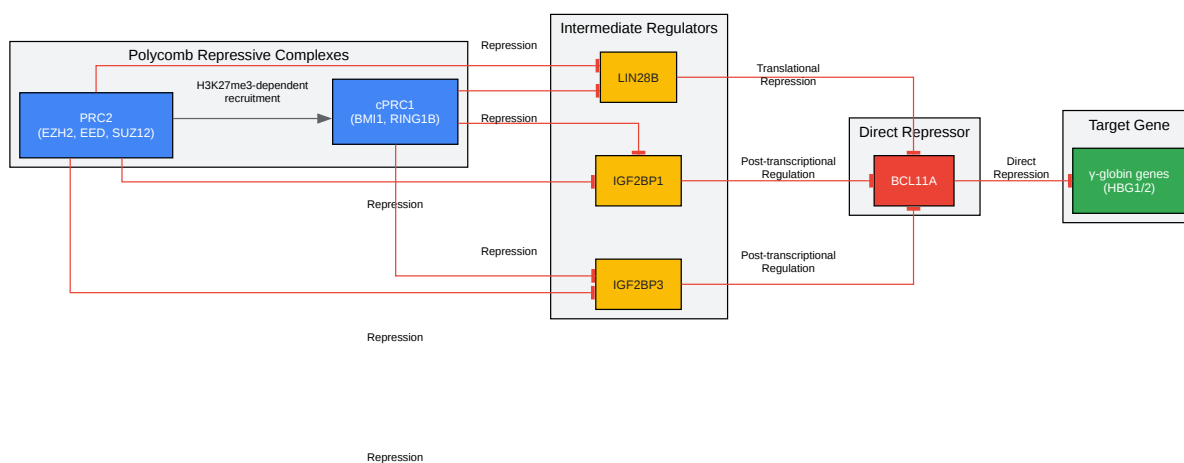 Polycomb Repressive Complexes
PRC2
(EZH2, EED, SUZ12)
H3K27me3-dependent
recruitment
cPRC1
(BMI1, RING1B)
Repression
Repression
Repression
Repression
Repression
Repression
Intermediate Regulators
LIN28B
IGF2BP1
IGF2BP3
Translational
Repression
Post-transcriptional
Regulation
Post-transcriptional
Regulation
Direct Repressor
BCL11A
Direct
Repression
Target Gene
γ-globin genes
(HBG1/2)